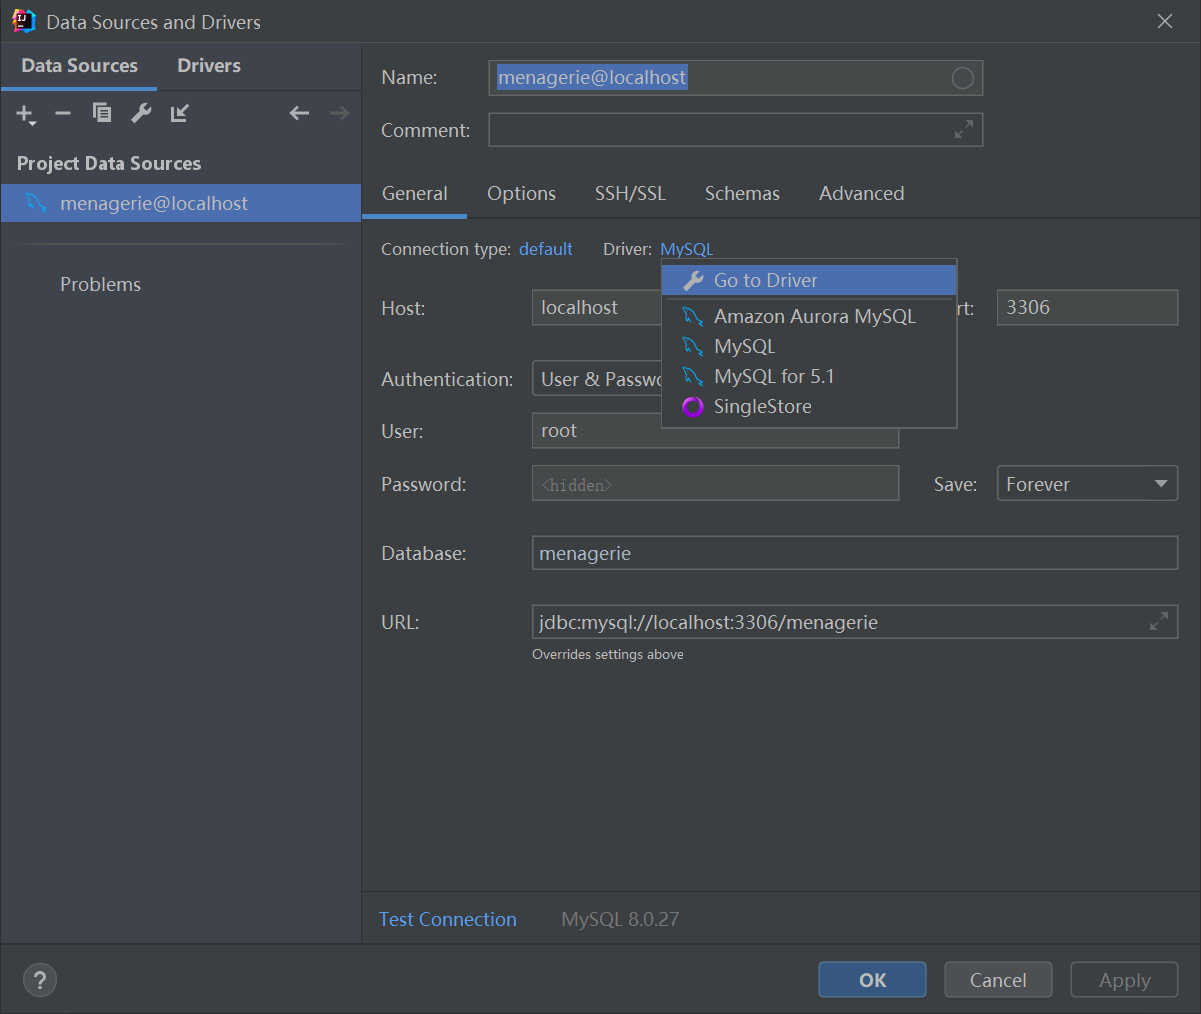 Data Sources and Drivers
Data Sources Drivers
Project Data Sources
menagerie@localhost
Problems
Name: menagerie@localhost
Comment:
General Options SSH/SSL Schemas Advanced
Connection type: default Driver: MySQL
Go to Driver
Amazon Aurora MySQL
MySQL
MySQL for 5.1
SingleStore
Host: localhost rt: 3306
Authentication: User & Passwo
User: root
Password: <hidden> Save: Forever
Database: menagerie
URL: jdbc:mysql://localhost:3306/menagerie
Overrides settings above
Test Connection MySQL 8.0.27
? OK Cancel Apply